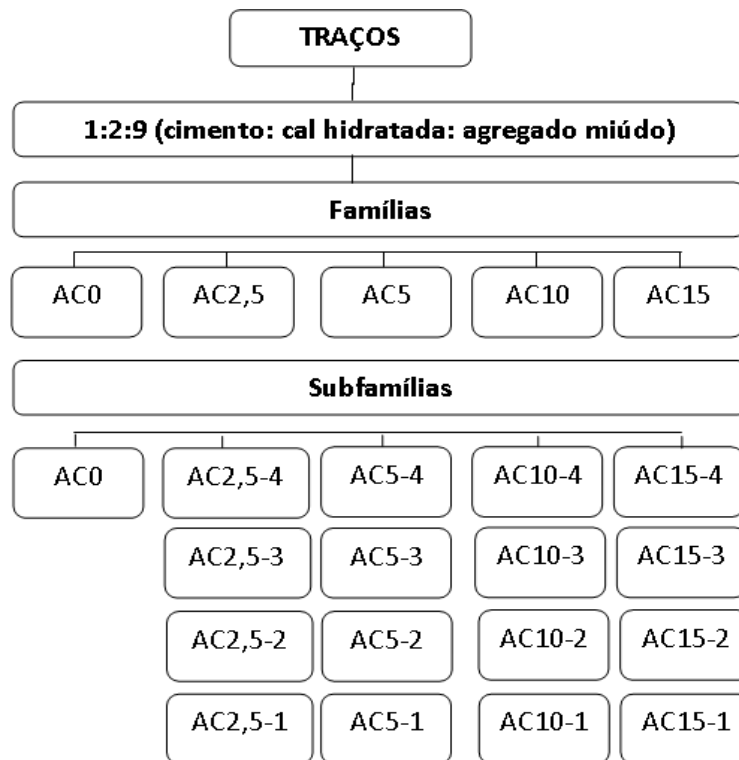 TRAÇOS
1:2:9 (cimento: cal hidratada: agregado miúdo)
Famílias
AC0 AC2,5 AC5 AC10 AC15
Subfamílias
AC0 AC2,5-4 AC5-4 AC10-4 AC15-4
AC2,5-3 AC5-3 AC10-3 AC15-3
AC2,5-2 AC5-2 AC10-2 AC15-2
AC2,5-1 AC5-1 AC10-1 AC15-1